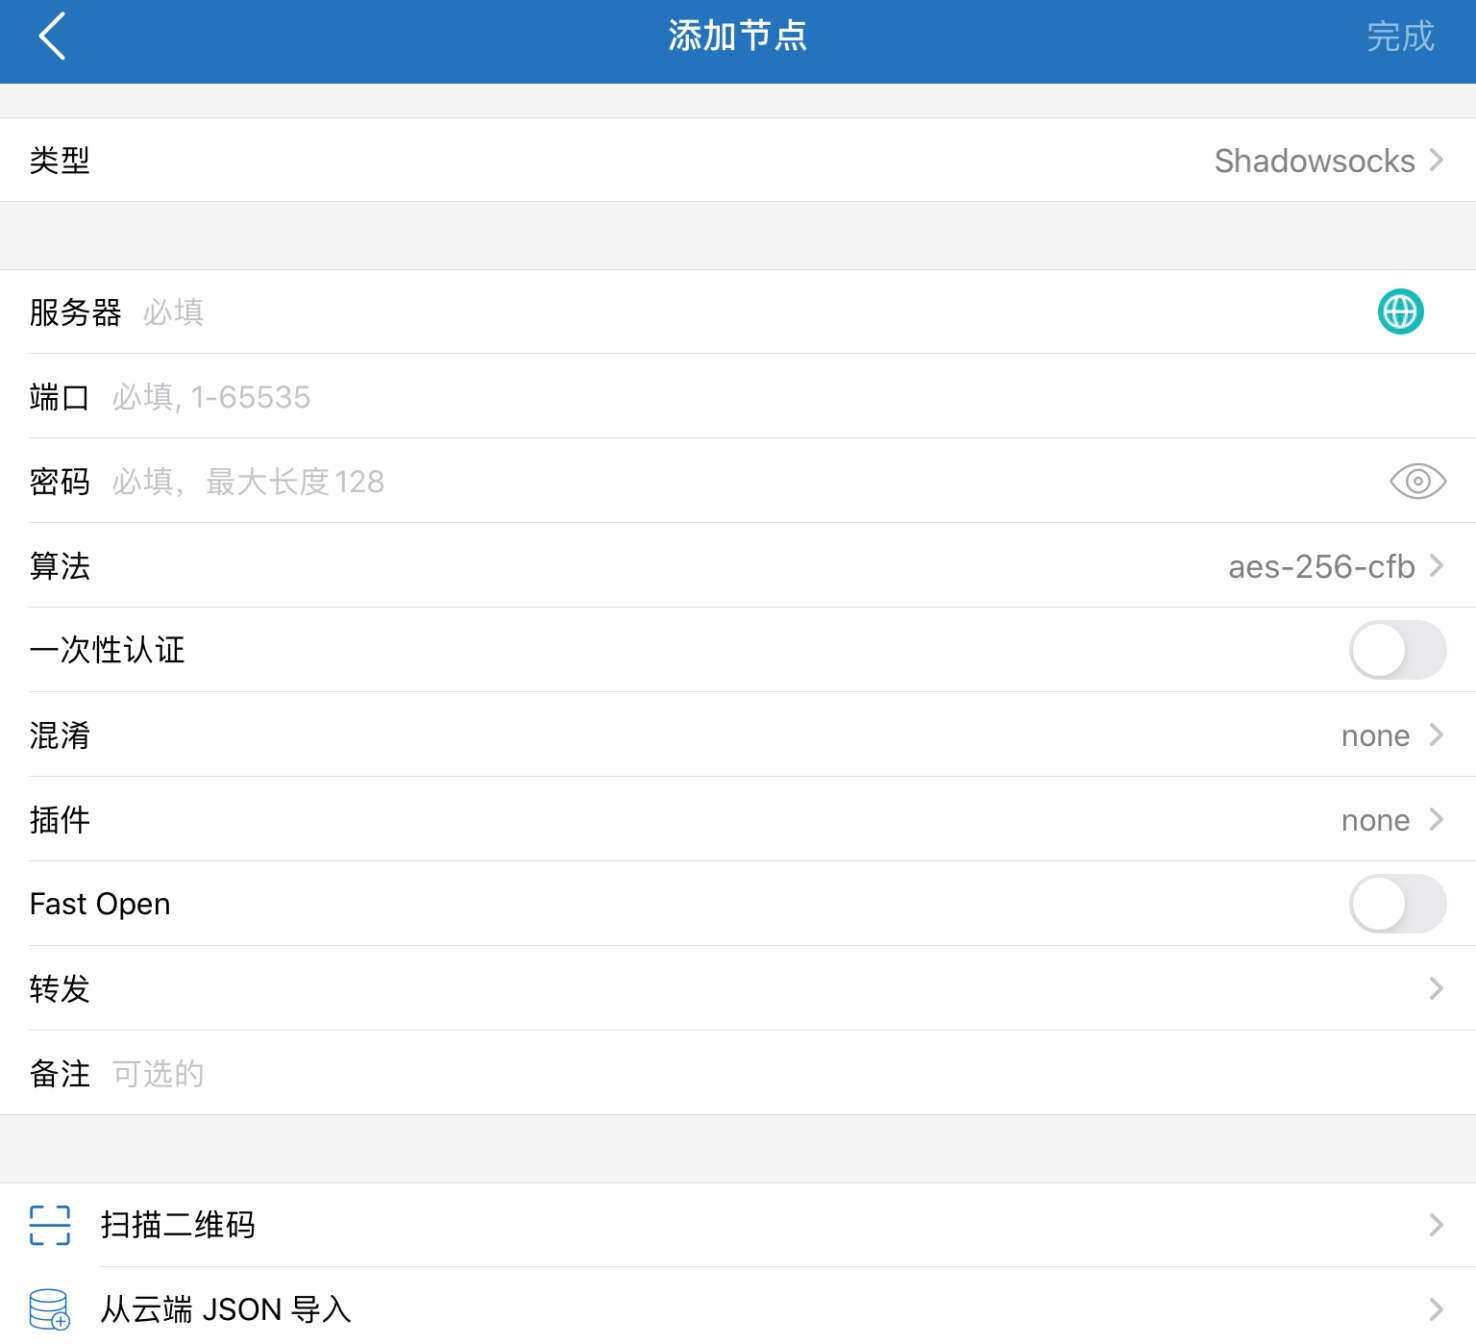 添加节点
完成
类型
Shadowsocks
服务器 必填
端口 必填, 1-65535
密码 必填，最大长度128
算法
aes-256-cfb
一次性认证
混淆
none
插件
none
Fast Open
转发
备注 可选的
扫描二维码
从云端 JSON 导入